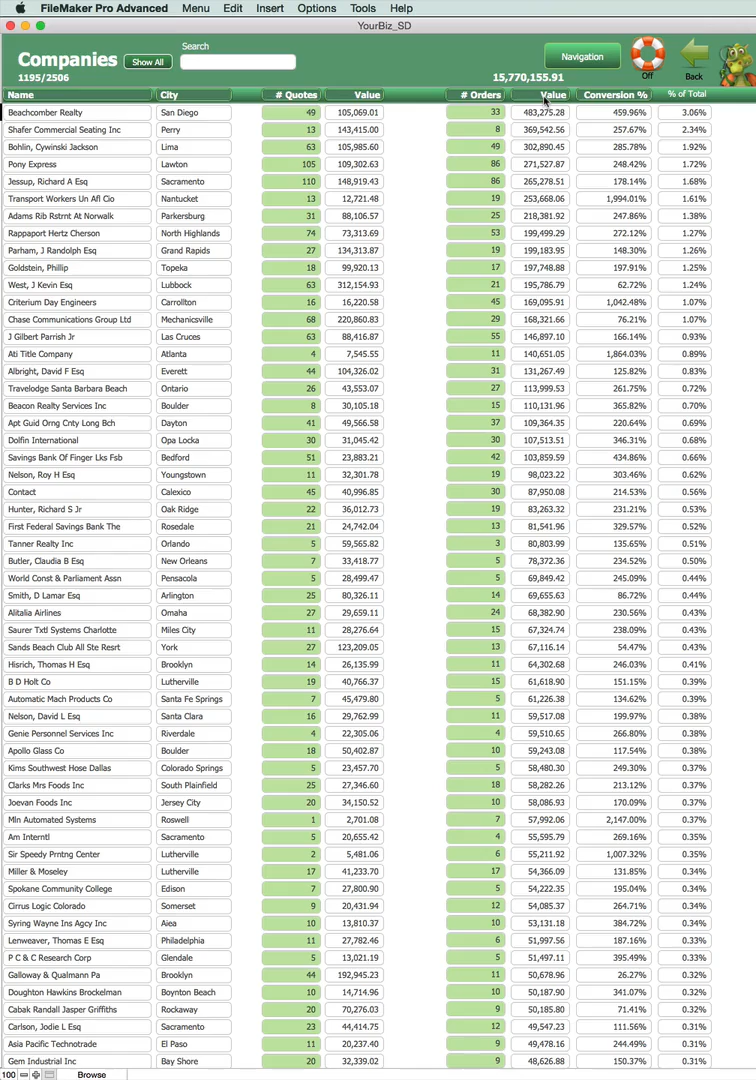 FileMaker Pro Advanced Menu Edit Insert Options Tools Help
YourBiz_SD
Search
Companies Show All
1195/2506
15,770,155.91
Navigation
Off
Back
Name City # Quotes Value # Orders Value Conversion % % of Total
Beachcomber Realty San Diego 49 105,069.01 33 483,275.28 459.96% 3.06%
Shafer Commercial Seating Inc Perry 13 143,415.00 8 369,542.56 257.67% 2.34%
Bohlin, Cywinski Jackson Lima 63 105,985.60 49 302,890.45 285.78% 1.92%
Pony Express Lawton 105 109,302.63 86 271,527.87 248.42% 1.72%
Jessup, Richard A Esq Sacramento 110 148,919.43 86 265,278.51 178.14% 1.68%
Transport Workers Un Afl Cio Nantucket 13 12,721.48 19 253,668.06 1,994.01% 1.61%
Adams Rib Rstrnt At Norwalk Parkersburg 31 88,106.57 25 218,381.92 247.86% 1.38%
Rappaport Hertz Cherson North Highlands 74 73,313.69 53 199,499.29 272.12% 1.27%
Parham, J Randolph Esq Grand Rapids 27 134,313.87 19 199,183.95 148.30% 1.26%
Goldstein, Phillip Topeka 18 99,920.13 17 197,748.88 197.91% 1.25%
West, J Kevin Esq Lubbock 63 312,154.93 21 195,786.79 62.72% 1.24%
Criterium Day Engineers Carrollton 16 16,220.58 45 169,095.91 1,042.48% 1.07%
Chase Communications Group Ltd Mechanicsville 68 220,860.83 29 168,321.66 76.21% 1.07%
J Gilbert Parrish Jr Las Cruces 63 88,416.87 55 146,897.10 166.14% 0.93%
Ati Title Company Atlanta 4 7,545.55 11 140,651.05 1,864.03% 0.89%
Albright, David F Esq Everett 44 104,326.02 31 131,267.49 125.82% 0.83%
Travelodge Santa Barbara Beach Ontario 26 43,553.07 27 113,999.53 261.75% 0.72%
Beacon Realty Services Inc Boulder 8 30,105.18 15 110,131.96 365.82% 0.70%
Apt Guid Orng Cnty Long Bch Dayton 41 49,566.58 37 109,364.35 220.64% 0.69%
Dolfin International Opa Locka 30 31,045.42 30 107,513.51 346.31% 0.68%
Savings Bank Of Finger Lks Fsb Bedford 51 23,883.21 42 103,859.59 434.86% 0.66%
Nelson, Roy H Esq Youngstown 11 32,301.78 19 98,023.22 303.46% 0.62%
Contact Calexico 45 40,996.85 30 87,950.08 214.53% 0.56%
Hunter, Richard S Jr Oak Ridge 22 36,012.73 19 83,263.32 231.21% 0.53%
First Federal Savings Bank The Rosedale 21 24,742.04 13 81,541.96 329.57% 0.52%
Tanner Realty Inc Orlando 5 59,565.82 3 80,803.99 135.65% 0.51%
Butler, Claudia B Esq New Orleans 7 33,418.77 5 78,372.36 234.52% 0.50%
World Const & Parliament Assn Pensacola 5 28,499.47 5 69,849.42 245.09% 0.44%
Smith, D Lamar Esq Arlington 25 80,326.11 14 69,655.63 86.72% 0.44%
Alitalia Airlines Omaha 27 29,659.11 24 68,382.90 230.56% 0.43%
Saurer Txtl Systems Charlotte Miles City 11 28,276.64 15 67,324.74 238.09% 0.43%
Sands Beach Club All Ste Resrt York 27 123,209.05 13 67,116.14 54.47% 0.43%
Hisrich, Thomas H Esq Brooklyn 14 26,135.99 11 64,302.68 246.03% 0.41%
B D Holt Co Lutherville 19 40,766.37 15 61,618.90 151.15% 0.39%
Automatic Mach Products Co Santa Fe Springs 7 45,479.80 5 61,226.38 134.62% 0.39%
Nelson, David L Esq Santa Clara 16 29,762.99 11 59,517.08 199.97% 0.38%
Genie Personnel Services Inc Riverdale 4 22,305.06 4 59,510.65 266.80% 0.38%
Apollo Glass Co Boulder 18 50,402.87 10 59,243.08 117.54% 0.38%
Kims Southwest Hose Dallas Colorado Springs 5 23,457.70 5 58,480.30 249.30% 0.37%
Clarks Mrs Foods Inc South Plainfield 25 27,346.60 18 58,282.26 213.12% 0.37%
Joevan Foods Inc Jersey City 20 34,150.52 10 58,086.93 170.09% 0.37%
Mln Automated Systems Roswell 1 2,701.08 7 57,992.06 2,147.00% 0.37%
Am Interntl Sacramento 5 20,655.42 4 55,595.79 269.16% 0.35%
Sir Speedy Prntng Center Lutherville 2 5,481.06 6 55,211.92 1,007.32% 0.35%
Miller & Moseley Lutherville 17 41,233.70 17 54,366.09 131.85% 0.34%
Spokane Community College Edison 7 27,800.90 5 54,222.35 195.04% 0.34%
Cirrus Logic Colorado Somerset 9 20,431.94 12 54,085.37 264.71% 0.34%
Syring Wayne Ins Agcy Inc Aiea 10 13,810.37 10 53,131.18 384.72% 0.34%
Lenweaver, Thomas E Esq Philadelphia 11 27,782.46 6 51,997.56 187.16% 0.33%
P C & C Research Corp Glendale 5 13,021.19 5 51,497.11 395.49% 0.33%
Galloway & Qualmann Pa Brooklyn 44 192,945.23 11 50,678.96 26.27% 0.32%
Doughton Hawkins Brockelman Boynton Beach 10 14,714.96 10 50,187.90 341.07% 0.32%
Cabak Randall Jasper Griffiths Rockaway 20 70,276.03 9 50,185.80 71.41% 0.32%
Carlson, Jodie L Esq Sacramento 23 44,414.75 12 49,547.23 111.56% 0.31%
Asia Pacific Technotrade El Paso 11 20,237.40 9 49,478.16 244.49% 0.31%
Gem Industrial Inc Bay Shore 20 32,339.02 9 48,626.88 150.37% 0.31%
100 Browse